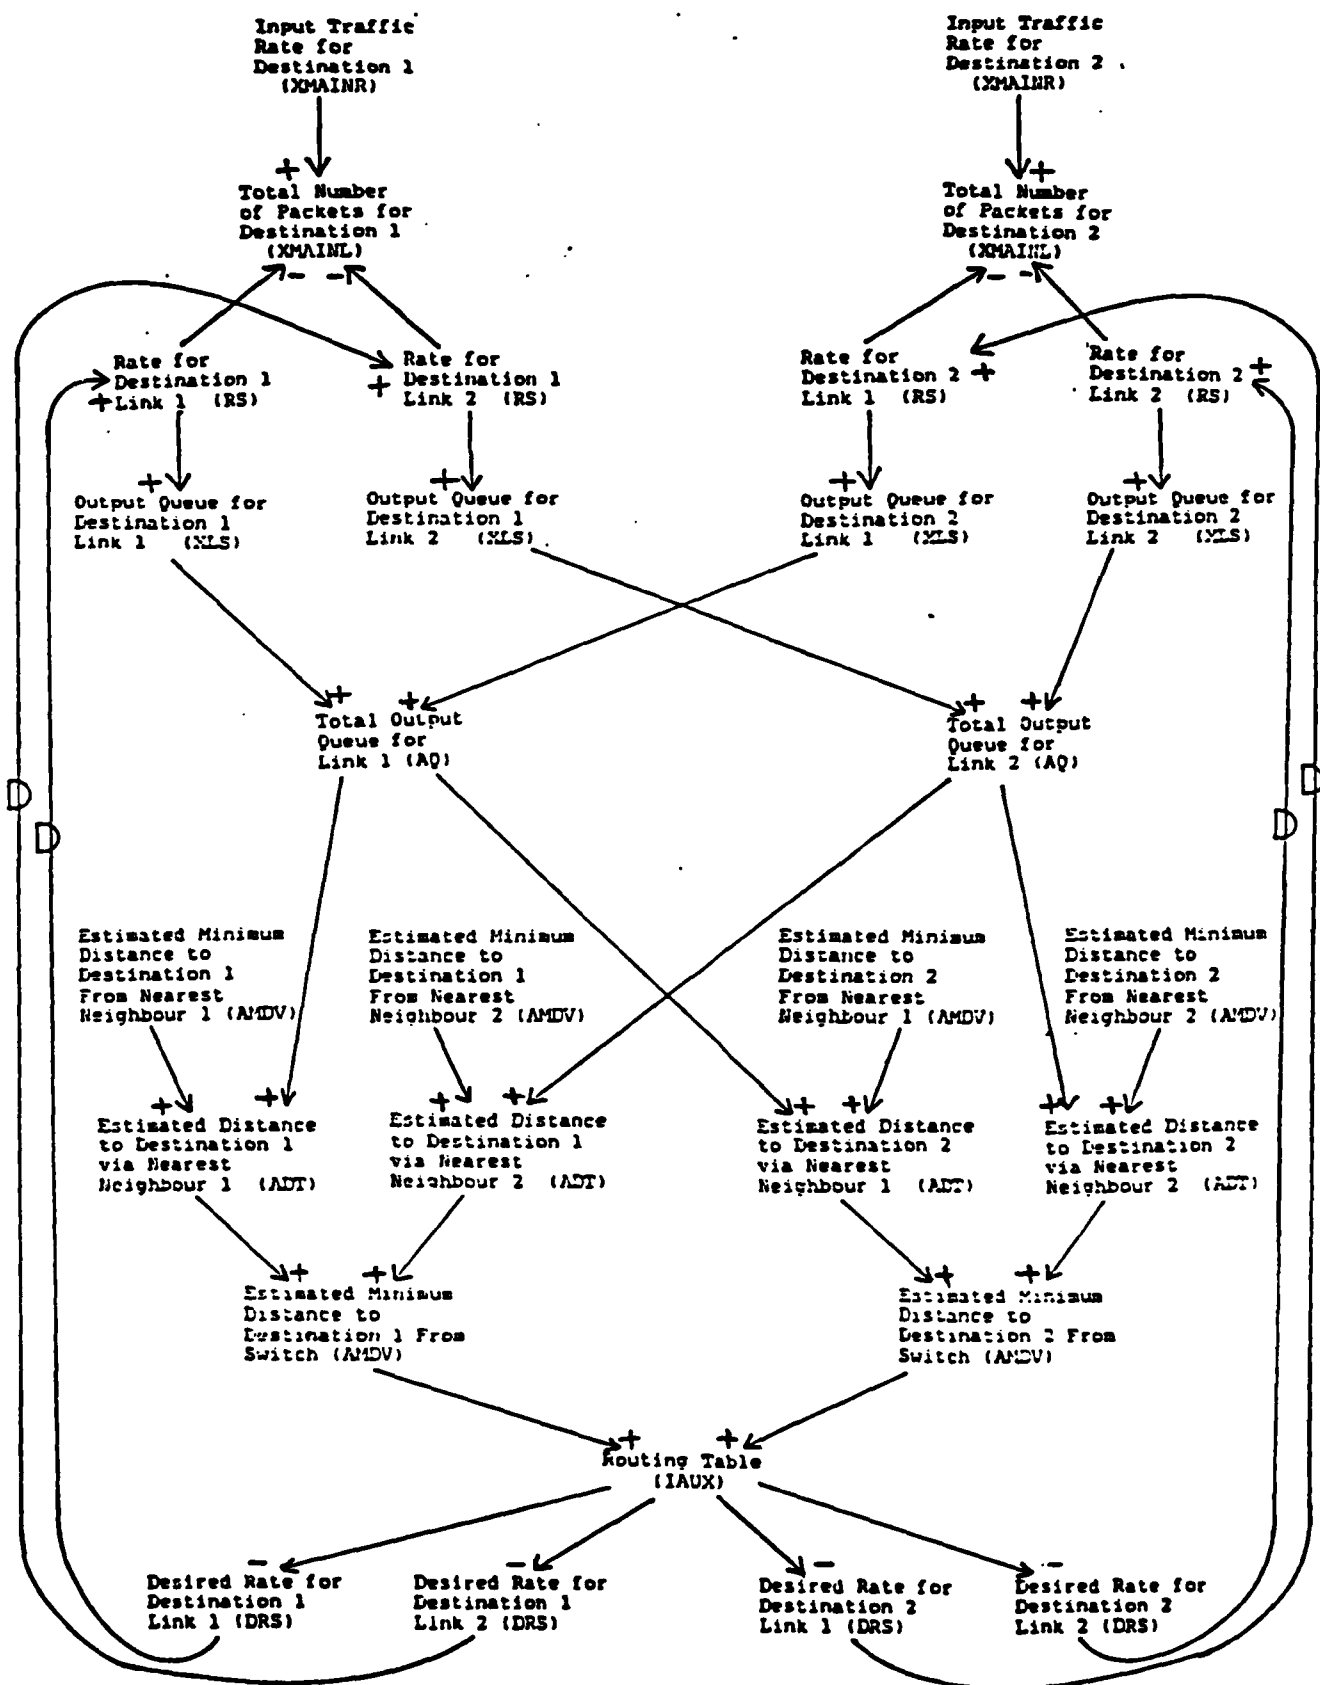 Input Traffic
Rate for
Destination 1
(XMAINR)
Input Traffic
Rate for
Destination 2
(XMAINR)
+
Total Number
of Packets for
Destination 1
(XMAINL)
- -
+
Total Number
of Packets for
Destination 2
(XMAINL)
- -
Rate for
Destination 1
+ Link 1 (RS)
Rate for
+ Destination 1
Link 2 (RS)
Rate for
Destination 2 +
Link 1 (RS)
Rate for
Destination 2 +
Link 2 (RS)
+
Output Queue for
Destination 1
Link 1 (XLS)
+
Output Queue for
Destination 1
Link 2 (XLS)
+
Output Queue for
Destination 2
Link 1 (XLS)
+
Output Queue for
Destination 2
Link 2 (XLS)
+ +
Total Output
Queue for
Link 1 (AQ)
+ +
Total Output
Queue for
Link 2 (AQ)
D
D
D
D
Estimated Minimum
Distance to
Destination 1
From Nearest
Neighbour 1 (AMDV)
Estimated Minimum
Distance to
Destination 1
From Nearest
Neighbour 2 (AMDV)
Estimated Minimum
Distance to
Destination 2
From Nearest
Neighbour 1 (AMDV)
Estimated Minimum
Distance to
Destination 2
From Nearest
Neighbour 2 (AMDV)
+ +
Estimated Distance
to Destination 1
via Nearest
Neighbour 1 (ADT)
+ +
Estimated Distance
to Destination 1
via Nearest
Neighbour 2 (ADT)
+ +
Estimated Distance
to Destination 2
via Nearest
Neighbour 1 (ADT)
+ +
Estimated Distance
to Destination 2
via Nearest
Neighbour 2 (ADT)
+ +
Estimated Minimum
Distance to
Destination 1 From
Switch (AMDV)
+ +
Estimated Minimum
Distance to
Destination 2 From
Switch (AMDV)
+ +
Routing Table
(IAUX)
-
Desired Rate for
Destination 1
Link 1 (DRS)
-
Desired Rate for
Destination 1
Link 2 (DRS)
-
Desired Rate for
Destination 2
Link 1 (DRS)
-
Desired Rate for
Destination 2
Link 2 (DRS)